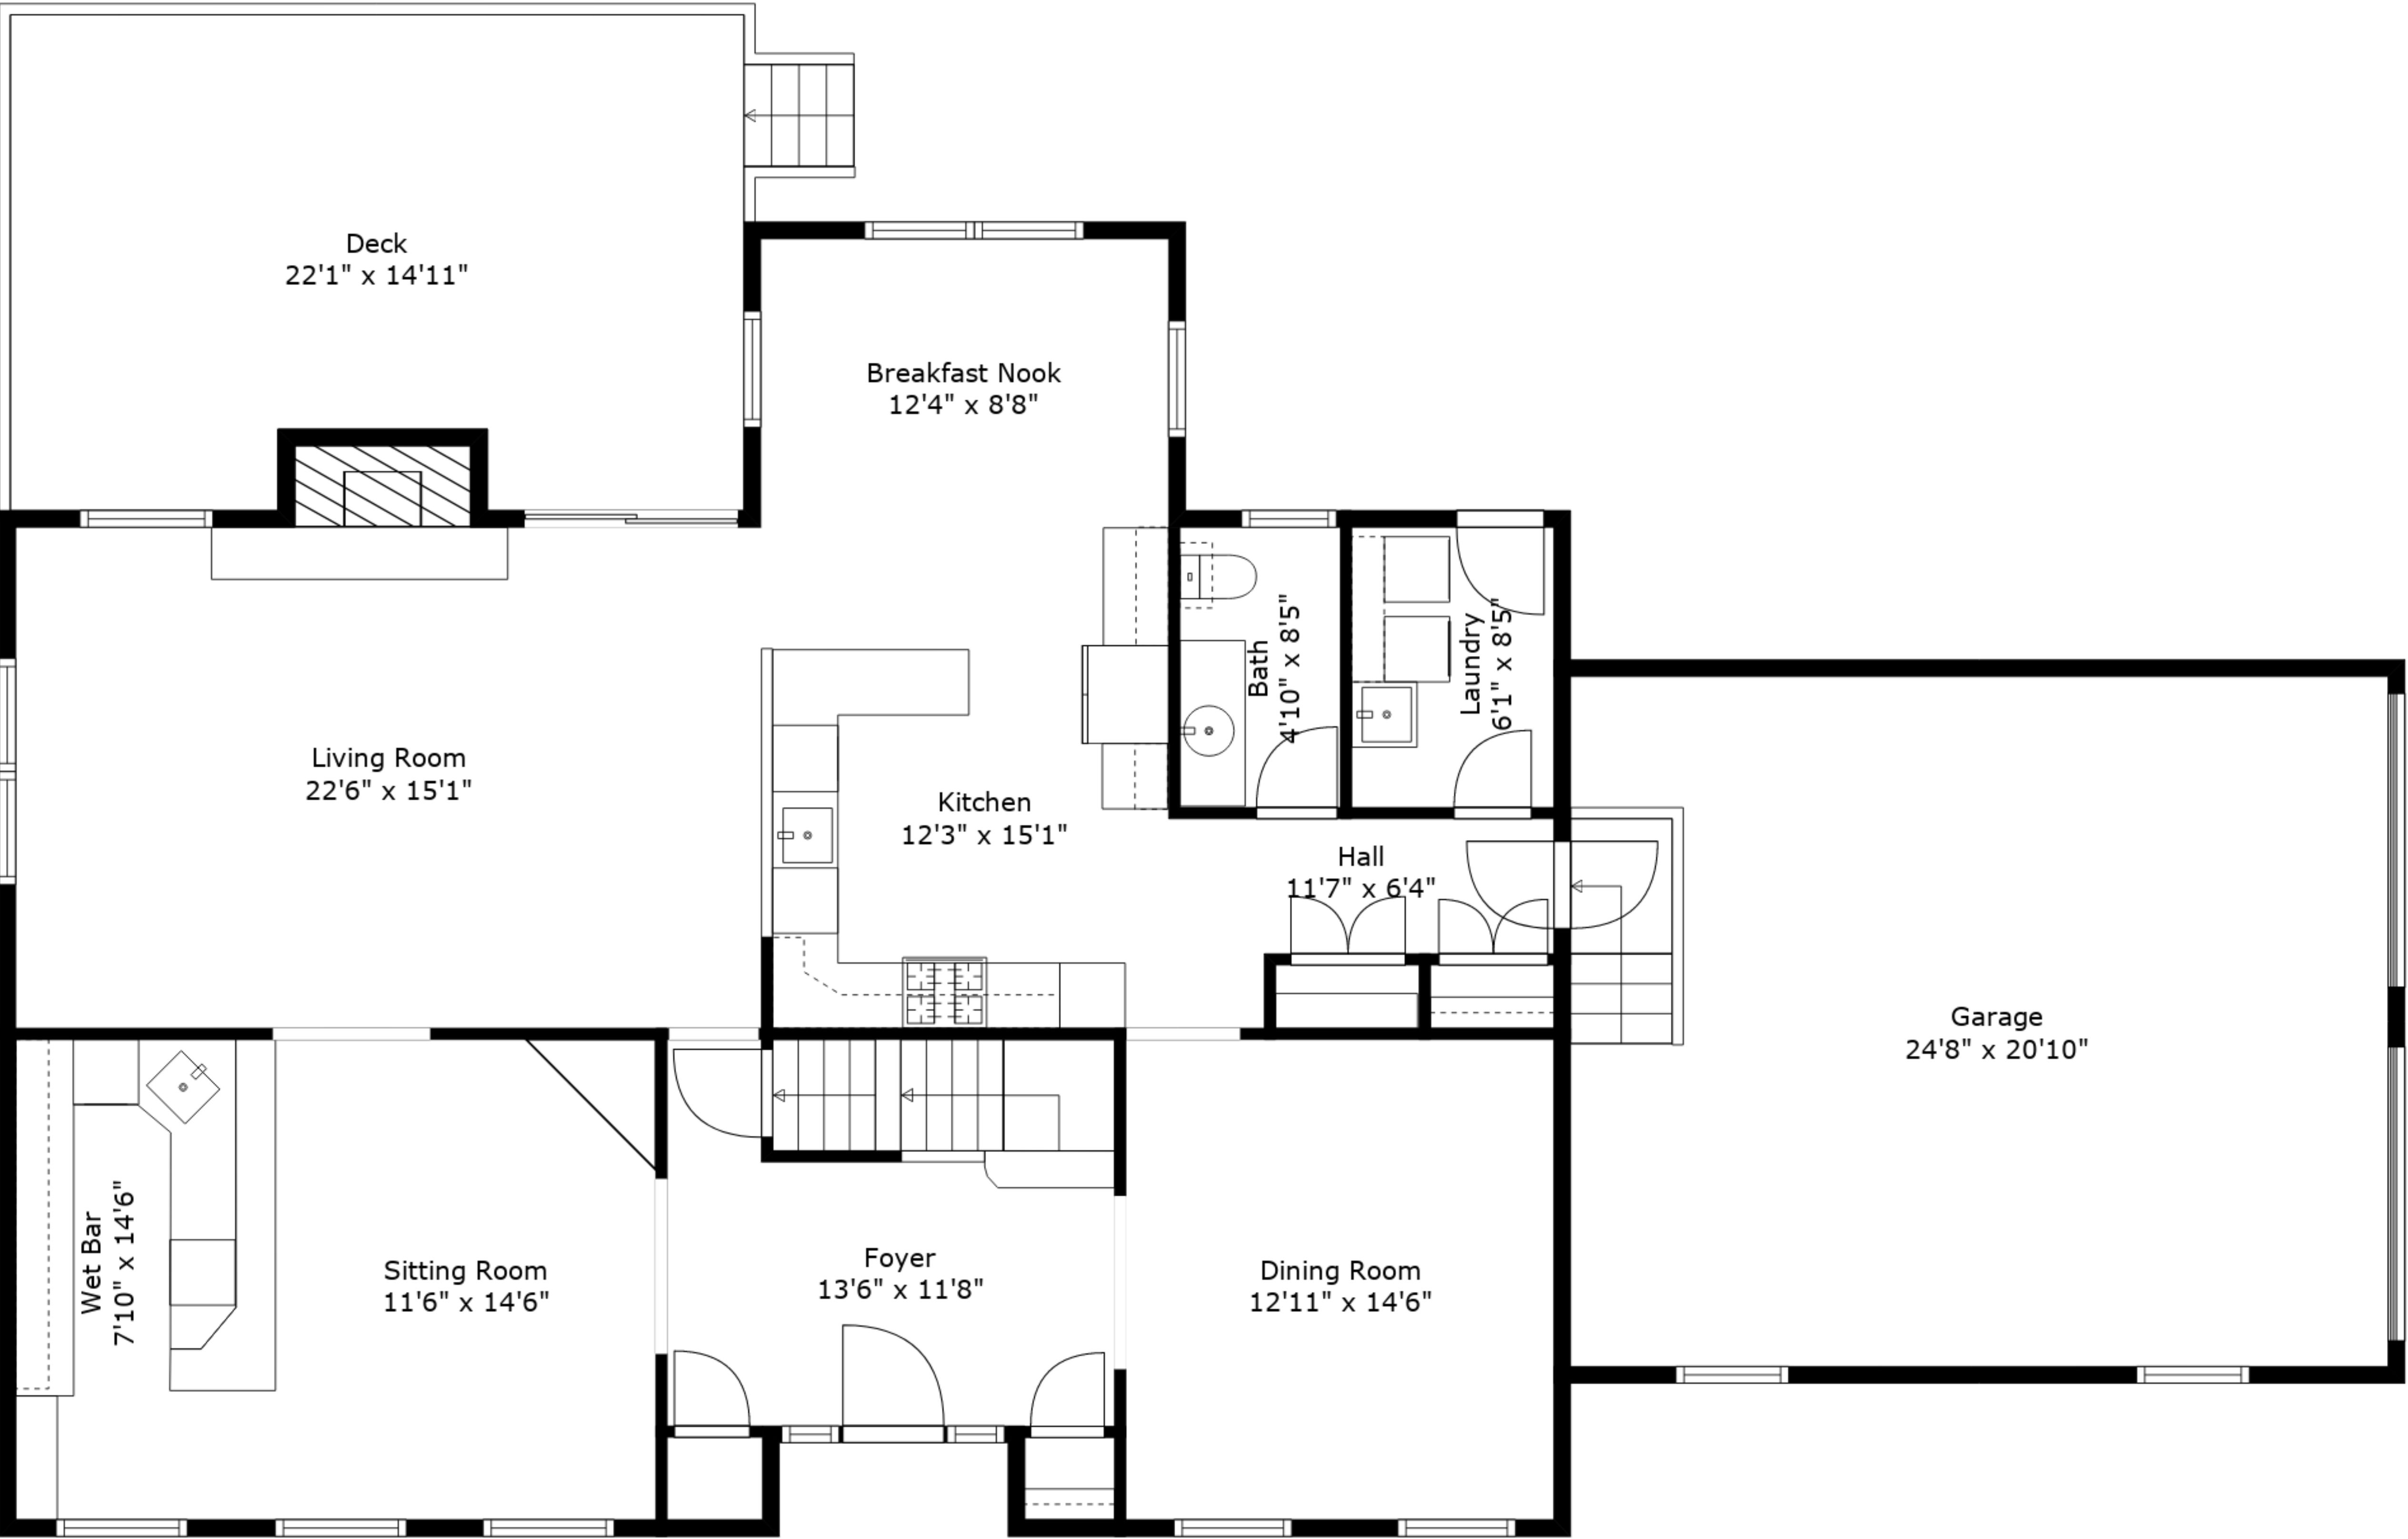 Deck
22'1" x 14'11"
Breakfast Nook
12'4" x 8'8"
Living Room
22'6" x 15'1"
Kitchen
12'3" x 15'1"
Bath
4'10" x 8'5"
Laundry
6'1" x 8'5"
Hall
11'7" x 6'4"
Garage
24'8" x 20'10"
Wet Bar
7'10" x 14'6"
Sitting Room
11'6" x 14'6"
Foyer
13'6" x 11'8"
Dining Room
12'11" x 14'6"